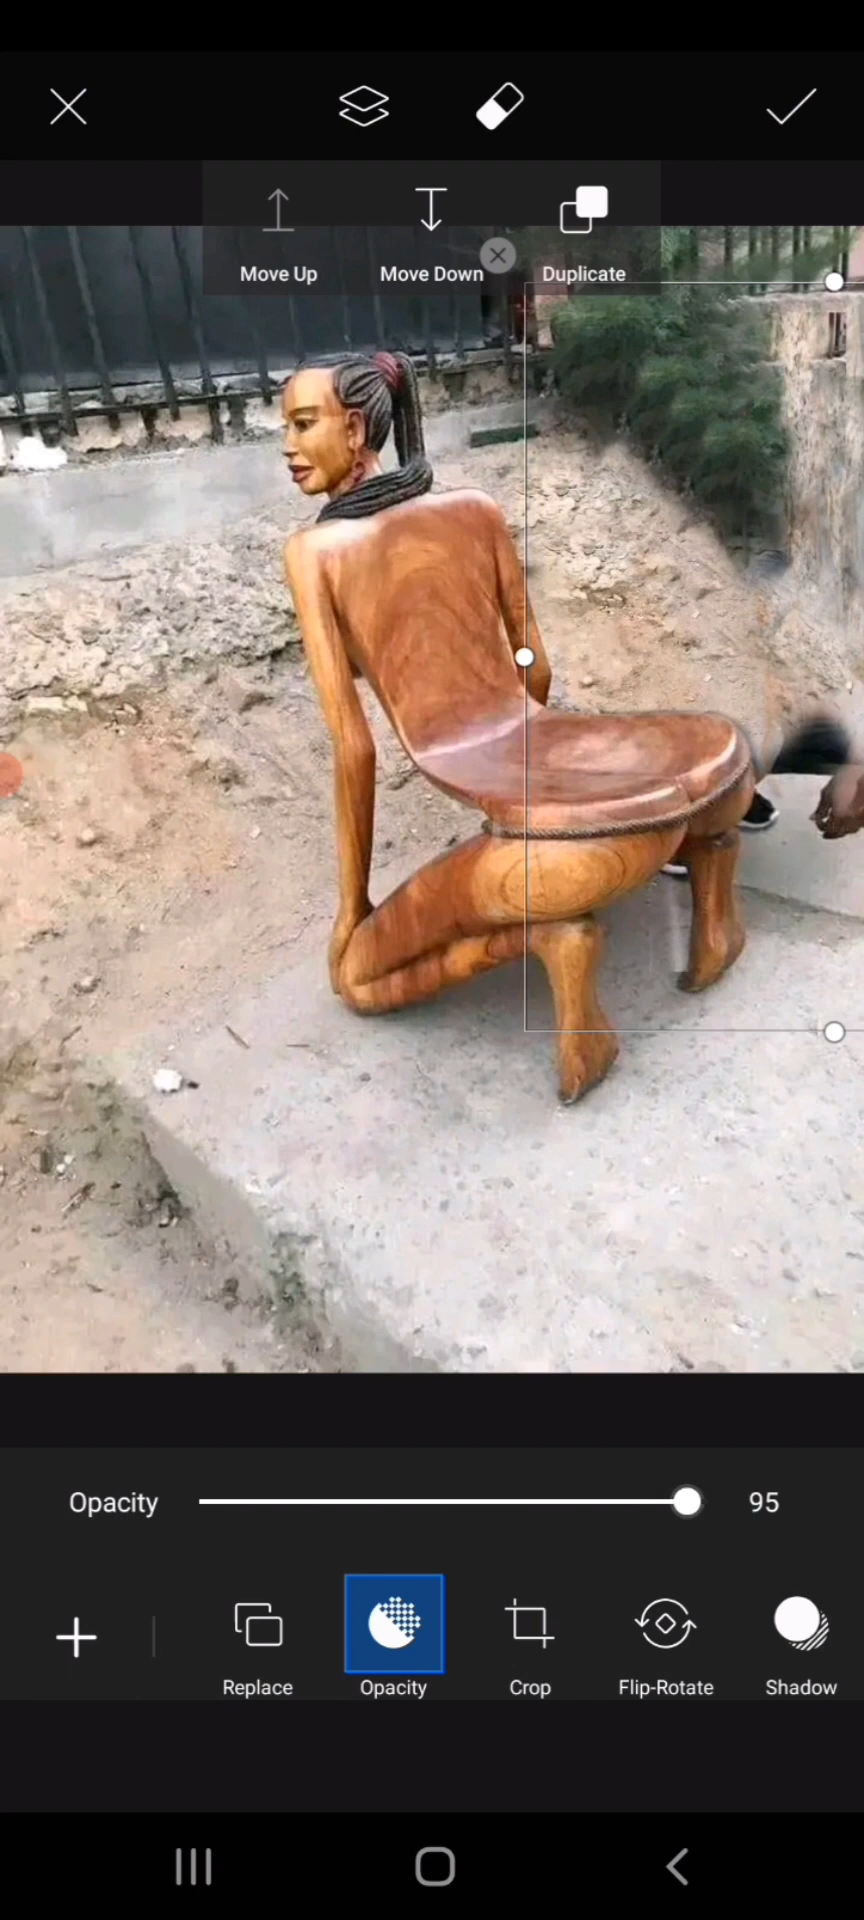 Move Up
Move Down
Duplicate
Opacity
95
Replace
Opacity
Crop
Flip-Rotate
Shadow